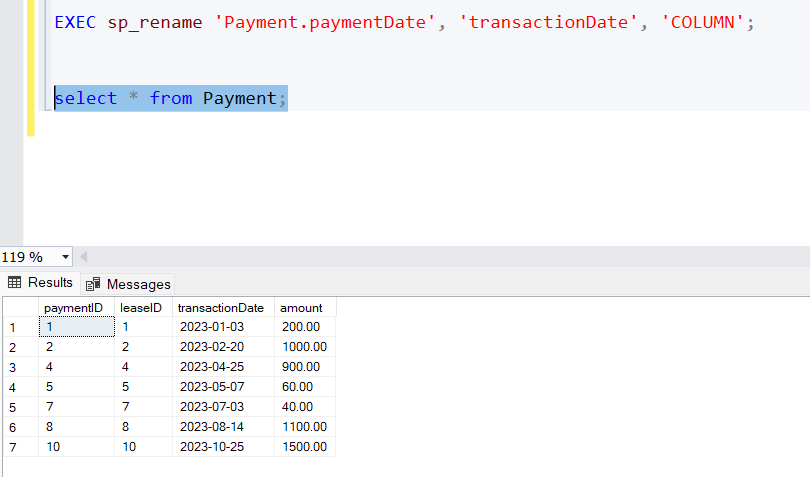 EXEC sp_rename 'Payment.paymentDate', 'transactionDate', 'COLUMN';
select * from Payment;
119 %
Results Messages
paymentID leaseID transactionDate amount
1 1 1 2023-01-03 200.00
2 2 2 2023-02-20 1000.00
3 4 4 2023-04-25 900.00
4 5 5 2023-05-07 60.00
5 7 7 2023-07-03 40.00
6 8 8 2023-08-14 1100.00
7 10 10 2023-10-25 1500.00